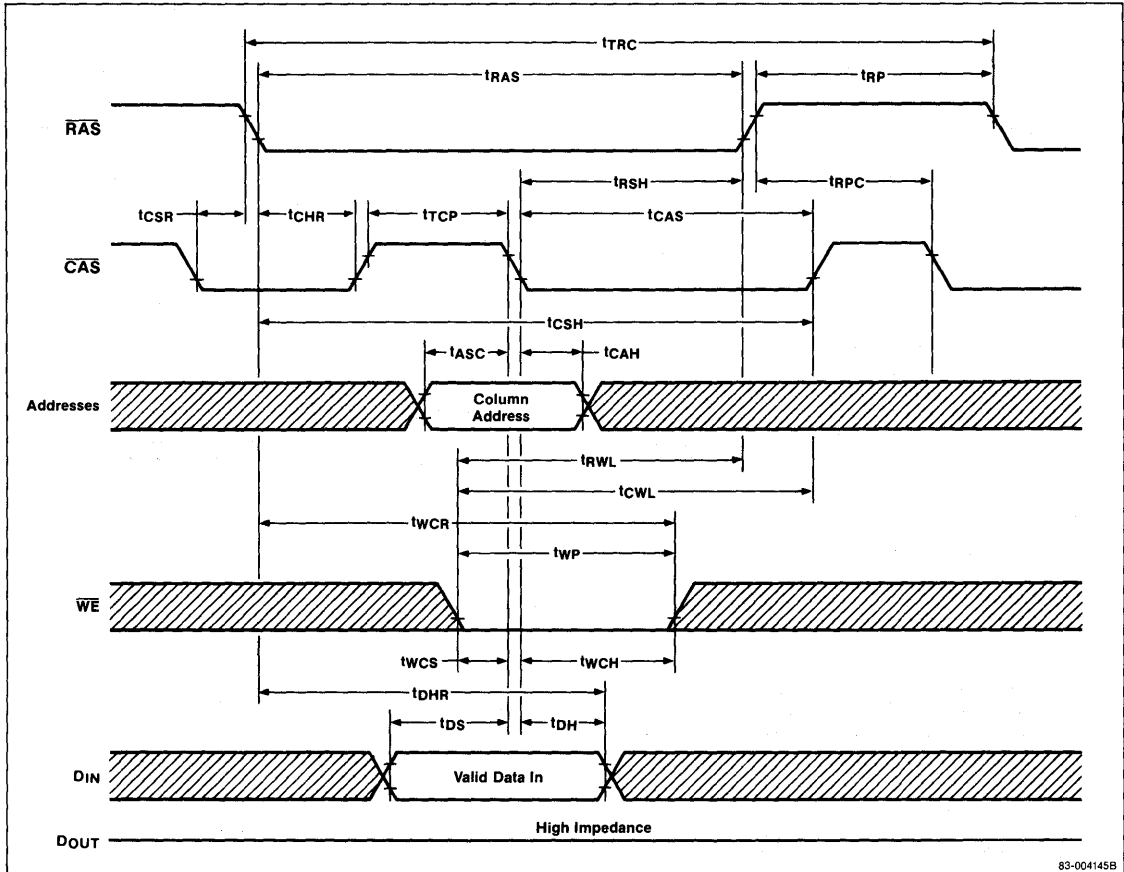 tTRC
tRAS
tRP
RAS
tRSH
tRPC
tCSR
tCHR
tTCP
tCAS
CAS
tCSH
tASC
tCAH
Addresses
Column
Address
tRWL
tCWL
tWCR
tWP
WE
tWCS
tWCH
tDHR
tDS
tDH
DIN
Valid Data In
High Impedance
DOUT
83-004145B